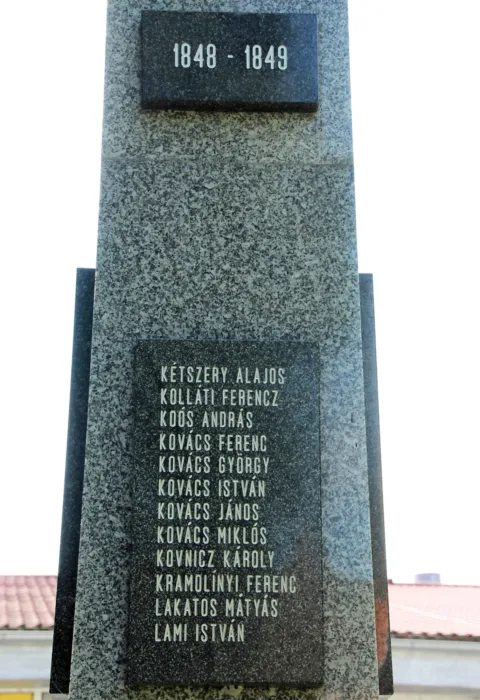 1848 - 1849
KÉTSZERY ALAJOS
KOLLÁTI FERENCZ
KOÓS ANDRÁS
KOVÁCS FERENC
KOVÁCS GYÖRGY
KOVÁCS ISTVÁN
KOVÁCS JÁNOS
KOVÁCS MIKLÓS
KOVNICZ KÁROLY
KRAMOLÍNYI FERENC
LAKATOS MÁTYÁS
LAMI ISTVÁN